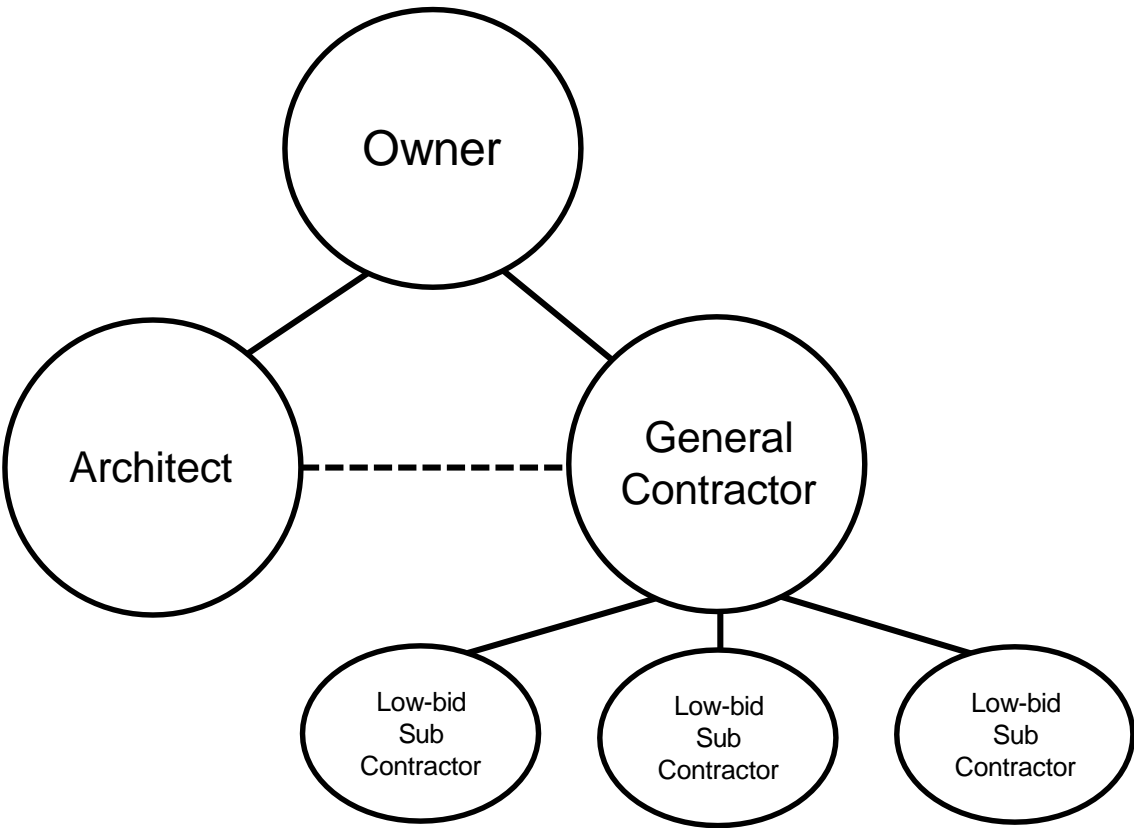 Owner
Architect
General
Contractor
Low-bid
Sub
Contractor
Low-bid
Sub
Contractor
Low-bid
Sub
Contractor